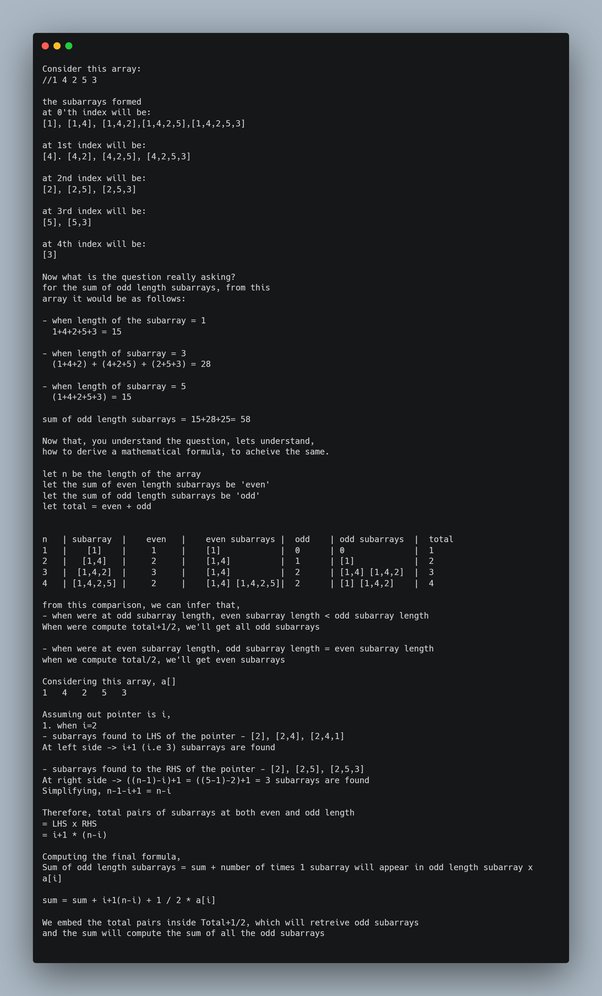 Consider this array:
//1 4 2 5 3
the subarrays formed
at 0'th index will be:
[1], [1,4], [1,4,2],[1,4,2,5],[1,4,2,5,3]
at 1st index will be:
[4]. [4,2], [4,2,5], [4,2,5,3]
at 2nd index will be:
[2], [2,5], [2,5,3]
at 3rd index will be:
[5], [5,3]
at 4th index will be:
[3]
Now what is the question really asking?
for the sum of odd length subarrays, from this
array it would be as follows:
- when length of the subarray = 1
1+4+2+5+3 = 15
- when length of subarray = 3
(1+4+2) + (4+2+5) + (2+5+3) = 28
- when length of subarray = 5
(1+4+2+5+3) = 15
sum of odd length subarrays = 15+28+25= 58
Now that, you understand the question, lets understand,
how to derive a mathematical formula, to acheive the same.
let n be the length of the array
let the sum of even length subarrays be 'even'
let the sum of odd length subarrays be 'odd'
let total = even + odd
n | subarray | even | even subarrays | odd | odd subarrays | total
1 | [1] | 1 | [1] | 0 | 0 | 1
2 | [1,4] | 2 | [1,4] | 1 | [1] | 2
3 | [1,4,2] | 3 | [1,4] | 2 | [1,4] [1,4,2] | 3
4 | [1,4,2,5] | 2 | [1,4] [1,4,2,5]| 2 | [1] [1,4,2] | 4
from this comparison, we can infer that,
- when were at odd subarray length, even subarray length < odd subarray length
When were compute total+1/2, we'll get all odd subarrays
- when were at even subarray length, odd subarray length = even subarray length
when we compute total/2, we'll get even subarrays
Considering this array, a[]
1 4 2 5 3
Assuming out pointer is i,
1. when i=2
- subarrays found to LHS of the pointer - [2], [2,4], [2,4,1]
At left side -> i+1 (i.e 3) subarrays are found
- subarrays found to the RHS of the pointer - [2], [2,5], [2,5,3]
At right side -> ((n-1)-i)+1 = ((5-1)-2)+1 = 3 subarrays are found
Simplifying, n-1-i+1 = n-i
Therefore, total pairs of subarrays at both even and odd length
= LHS x RHS
= i+1 * (n-i)
Computing the final formula,
Sum of odd length subarray = sum + number of times 1 subarray will appear in odd length subarray x
a[i]
sum = sum + i+1(n-i) + 1 / 2 * a[i]
We embed the total pairs inside Total+1/2, which will retreive odd subarrays
and the sum will compute the sum of all the odd subarrays